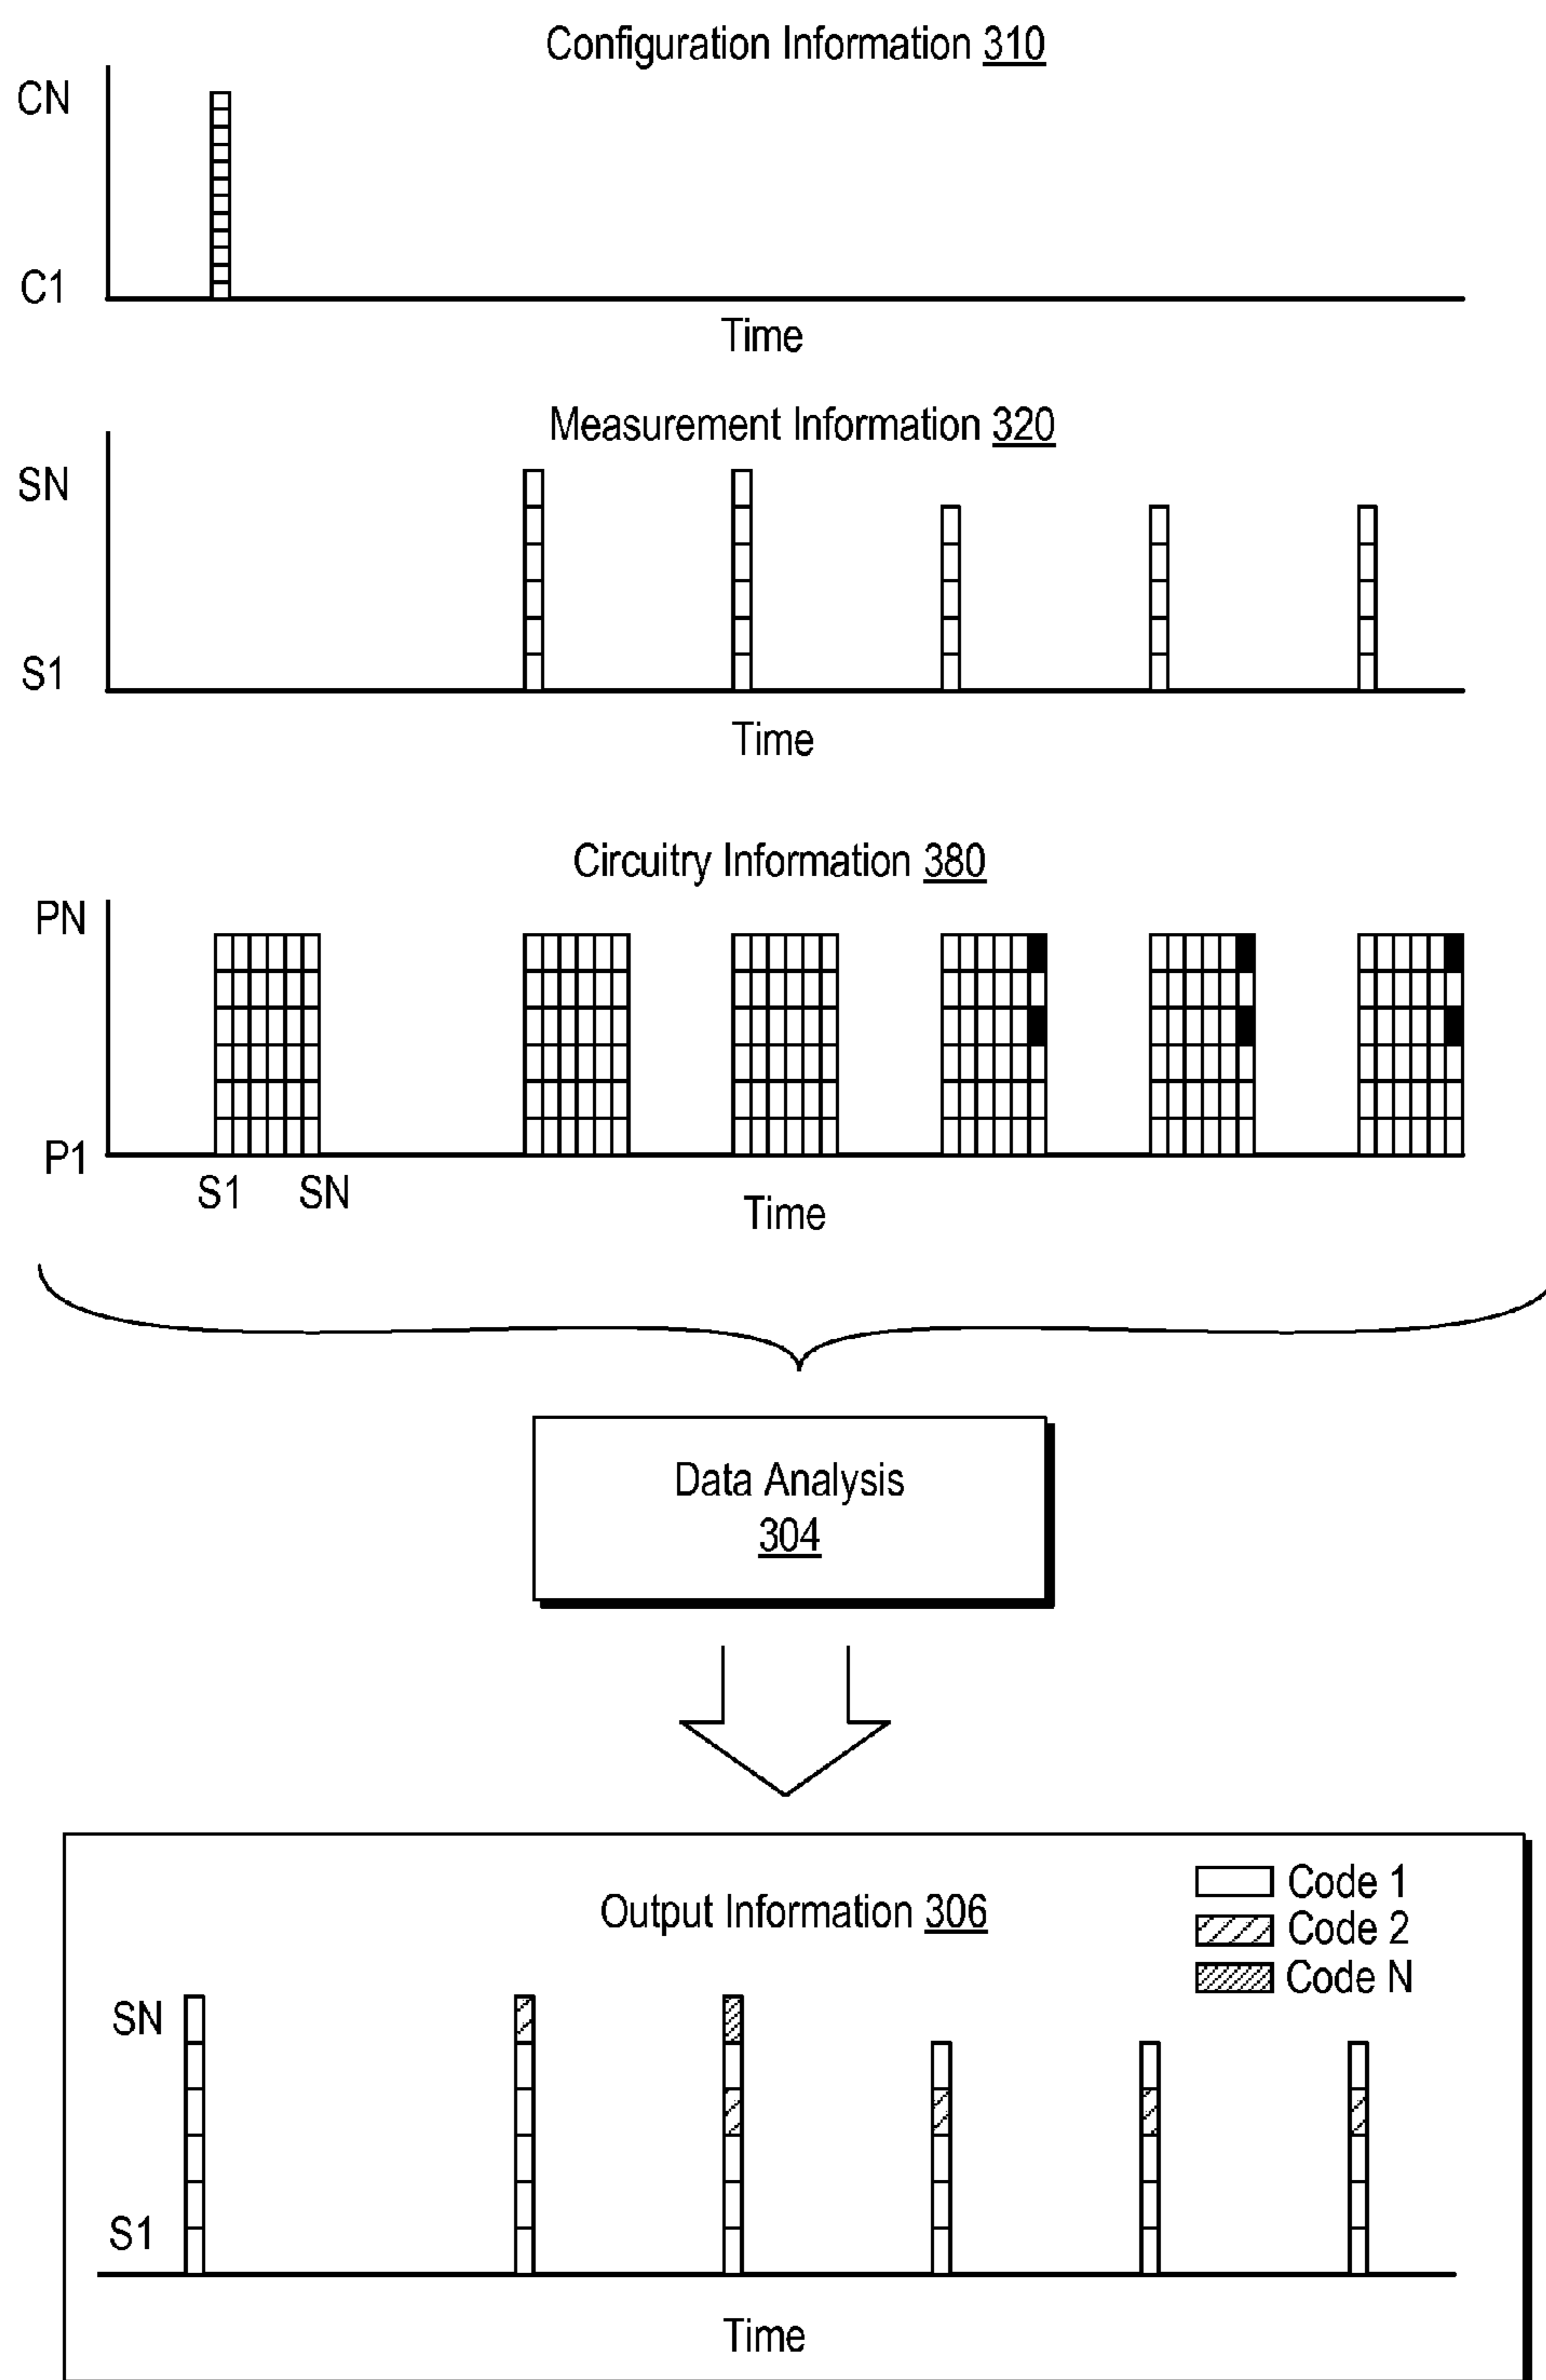 Configuration Information 310
CN
C1
Time
Measurement Information 320
SN
S1
Time
Circuitry Information 380
PN
P1
S1 SN
Time
Data Analysis
304
Code 1
Output Information 306
Code 2
Code N
SN
S1
Time